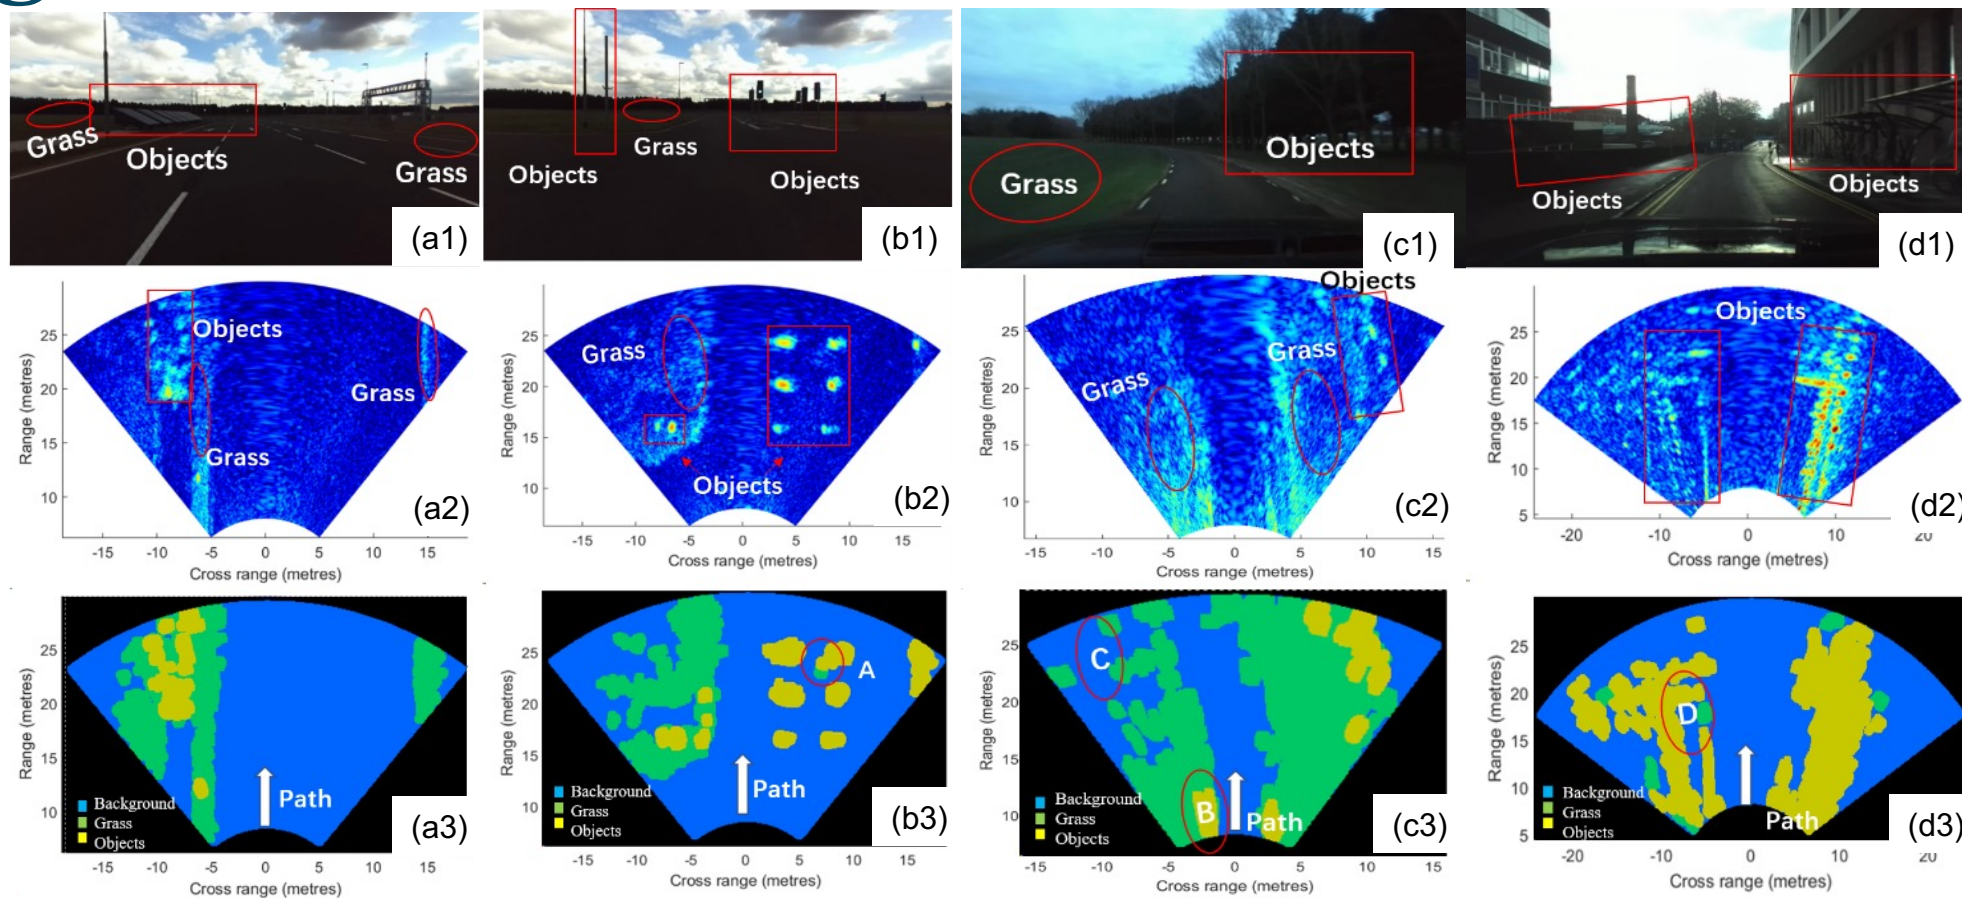 Grass
Objects
Grass
(a1)
Objects
Grass
Objects
(b1)
Grass
Objects
(c1)
Objects
Objects
(d1)
Range (metres)
25
20
15
10
Objects
Grass
Grass
(a2)
-15 -10 -5 0 5 10 15
Cross range (metres)
Range (metres)
25
20
15
10
Grass
Objects
(b2)
-15 -10 -5 0 5 10 15
Cross range (metres)
Range (metres)
25
20
15
10
Objects
Grass
Grass
(c2)
-15 -10 -5 0 5 10 15
Cross range (metres)
Range (metres)
25
20
15
10
5
Objects
(d2)
-20 -10 0 10 20
Cross range (metres)
Range (metres)
25
20
15
10
Background
Grass
Objects
Path
(a3)
-15 -10 -5 0 5 10 15
Cross range (metres)
Range (metres)
25
20
15
10
A
Background
Grass
Objects
Path
(b3)
-15 -10 -5 0 5 10 15
Cross range (metres)
Range (metres)
25
20
15
10
C
B
Background
Grass
Objects
Path
(c3)
-15 -10 -5 0 5 10 15
Cross range (metres)
Range (metres)
25
20
15
10
5
D
Background
Grass
Objects
Path
(d3)
-20 -10 0 10 20
Cross range (metres)